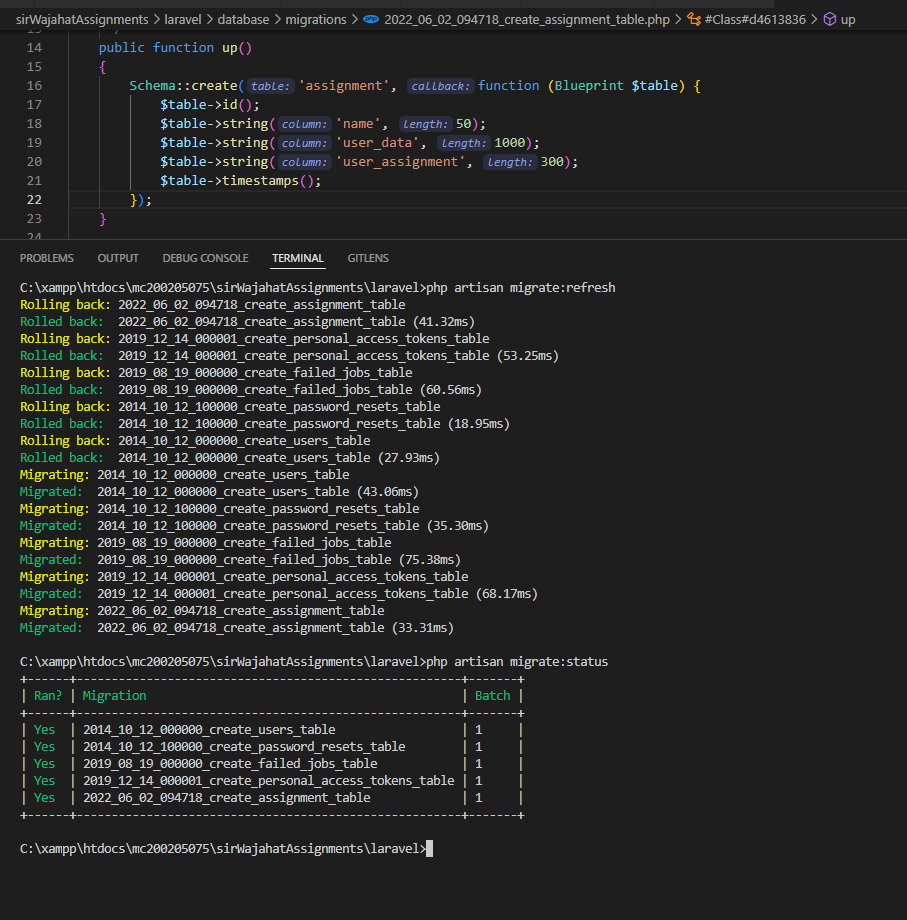 sirWajahatAssignments > laravel > database > migrations > php 2022_06_02_094718_create_assignment_table.php > #Class#d4613836 > up
14 public function up()
15 {
16 Schema::create( table: 'assignment', callback: function (Blueprint $table) {
17 $table->id();
18 $table->string( column: 'name', length: 50);
19 $table->string( column: 'user_data', length: 1000);
20 $table->string( column: 'user_assignment', length: 300);
21 $table->timestamps();
22 });
23 }
24
PROBLEMS OUTPUT DEBUG CONSOLE TERMINAL GITLENS
C:\xampp\htdocs\mc200205075\sirWajahatAssignments\laravel>php artisan migrate:refresh
Rolling back: 2022_06_02_094718_create_assignment_table
Rolled back:  2022_06_02_094718_create_assignment_table (41.32ms)
Rolling back: 2019_12_14_000001_create_personal_access_tokens_table
Rolled back:  2019_12_14_000001_create_personal_access_tokens_table (53.25ms)
Rolling back: 2019_08_19_000000_create_failed_jobs_table
Rolled back:  2019_08_19_000000_create_failed_jobs_table (60.56ms)
Rolling back: 2014_10_12_100000_create_password_resets_table
Rolled back:  2014_10_12_100000_create_password_resets_table (18.95ms)
Rolling back: 2014_10_12_000000_create_users_table
Rolled back:  2014_10_12_000000_create_users_table (27.93ms)
Migrating: 2014_10_12_000000_create_users_table
Migrated:  2014_10_12_000000_create_users_table (43.06ms)
Migrating: 2014_10_12_100000_create_password_resets_table
Migrated:  2014_10_12_100000_create_password_resets_table (35.30ms)
Migrating: 2019_08_19_000000_create_failed_jobs_table
Migrated:  2019_08_19_000000_create_failed_jobs_table (75.38ms)
Migrating: 2019_12_14_000001_create_personal_access_tokens_table
Migrated:  2019_12_14_000001_create_personal_access_tokens_table (68.17ms)
Migrating: 2022_06_02_094718_create_assignment_table
Migrated:  2022_06_02_094718_create_assignment_table (33.31ms)
C:\xampp\htdocs\mc200205075\sirWajahatAssignments\laravel>php artisan migrate:status
+------+-------------------------------------------------------+-------+
| Ran? | Migration | Batch |
+------+-------------------------------------------------------+-------+
| Yes | 2014_10_12_000000_create_users_table | 1 |
| Yes | 2014_10_12_100000_create_password_resets_table | 1 |
| Yes | 2019_08_19_000000_create_failed_jobs_table | 1 |
| Yes | 2019_12_14_000001_create_personal_access_tokens_table | 1 |
| Yes | 2022_06_02_094718_create_assignment_table | 1 |
+------+-------------------------------------------------------+-------+
C:\xampp\htdocs\mc200205075\sirWajahatAssignments\laravel>